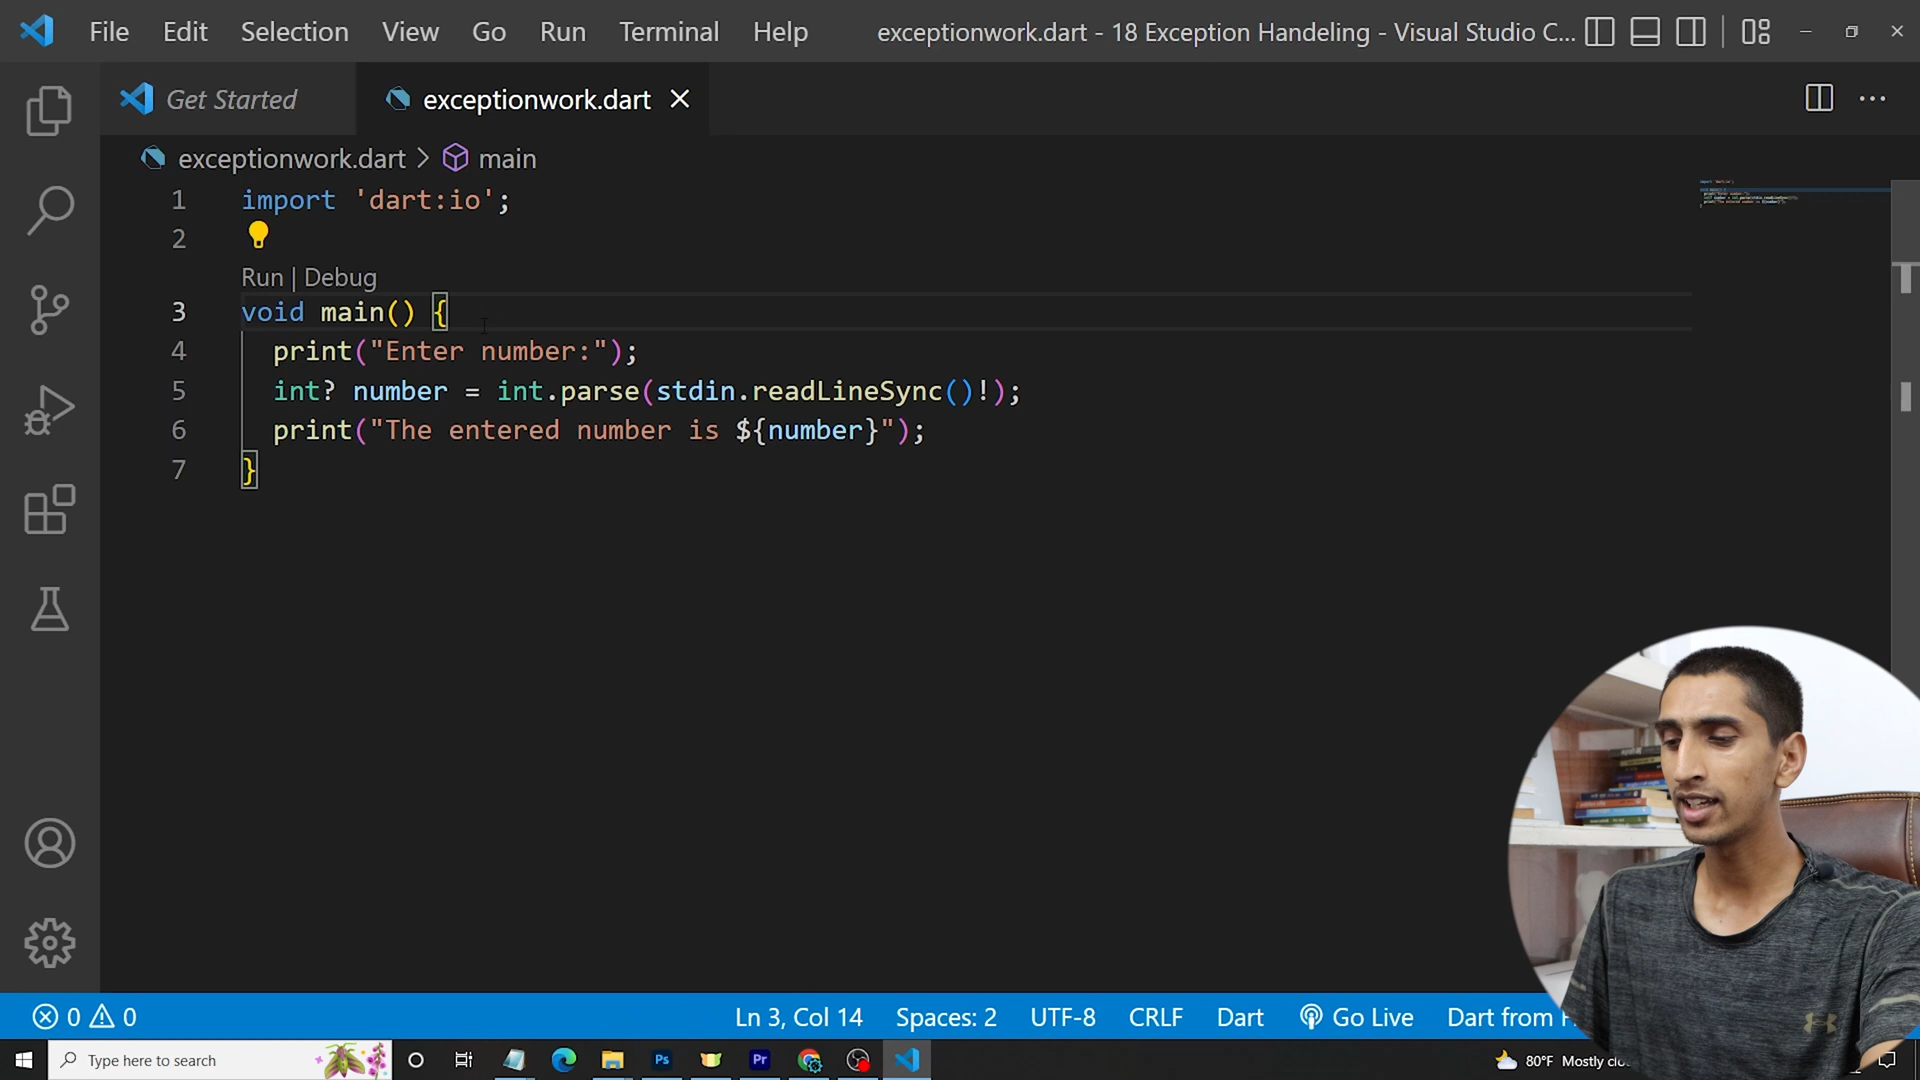 File Edit Selection View Go Run Terminal Help exceptionwork.dart - 18 Exception Handeling - Visual Studio C...
Get Started exceptionwork.dart
exceptionwork.dart > main
1 import 'dart:io';
2
Run | Debug
3 void main() {
4 print("Enter number:");
5 int? number = int.parse(stdin.readLineSync()!);
6 print("The entered number is ${number}");
7 }
0 0 Ln 3, Col 14 Spaces: 2 UTF-8 CRLF Dart Go Live Dart from
Type here to search Ps Pr 80°F Mostly